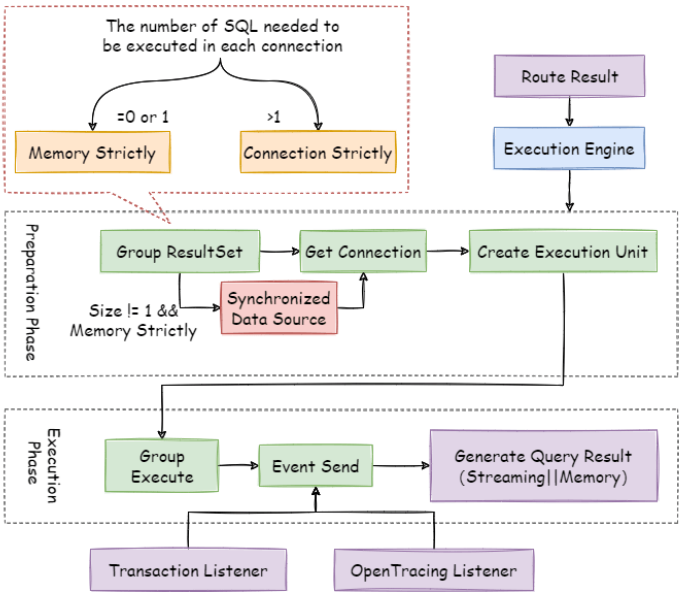 The number of SQL needed to
be executed in each connection
=0 or 1
>1
Memory Strictly
Connection Strictly
Route Result
Execution Engine
Preparation Phase
Group ResultSet
Get Connection
Create Execution Unit
Size != 1 &&
Memory Strictly
Synchronized
Data Source
Execution
Phase
Group
Execute
Event Send
Generate Query Result
(Streaming||Memory)
Transaction Listener
OpenTracing Listener